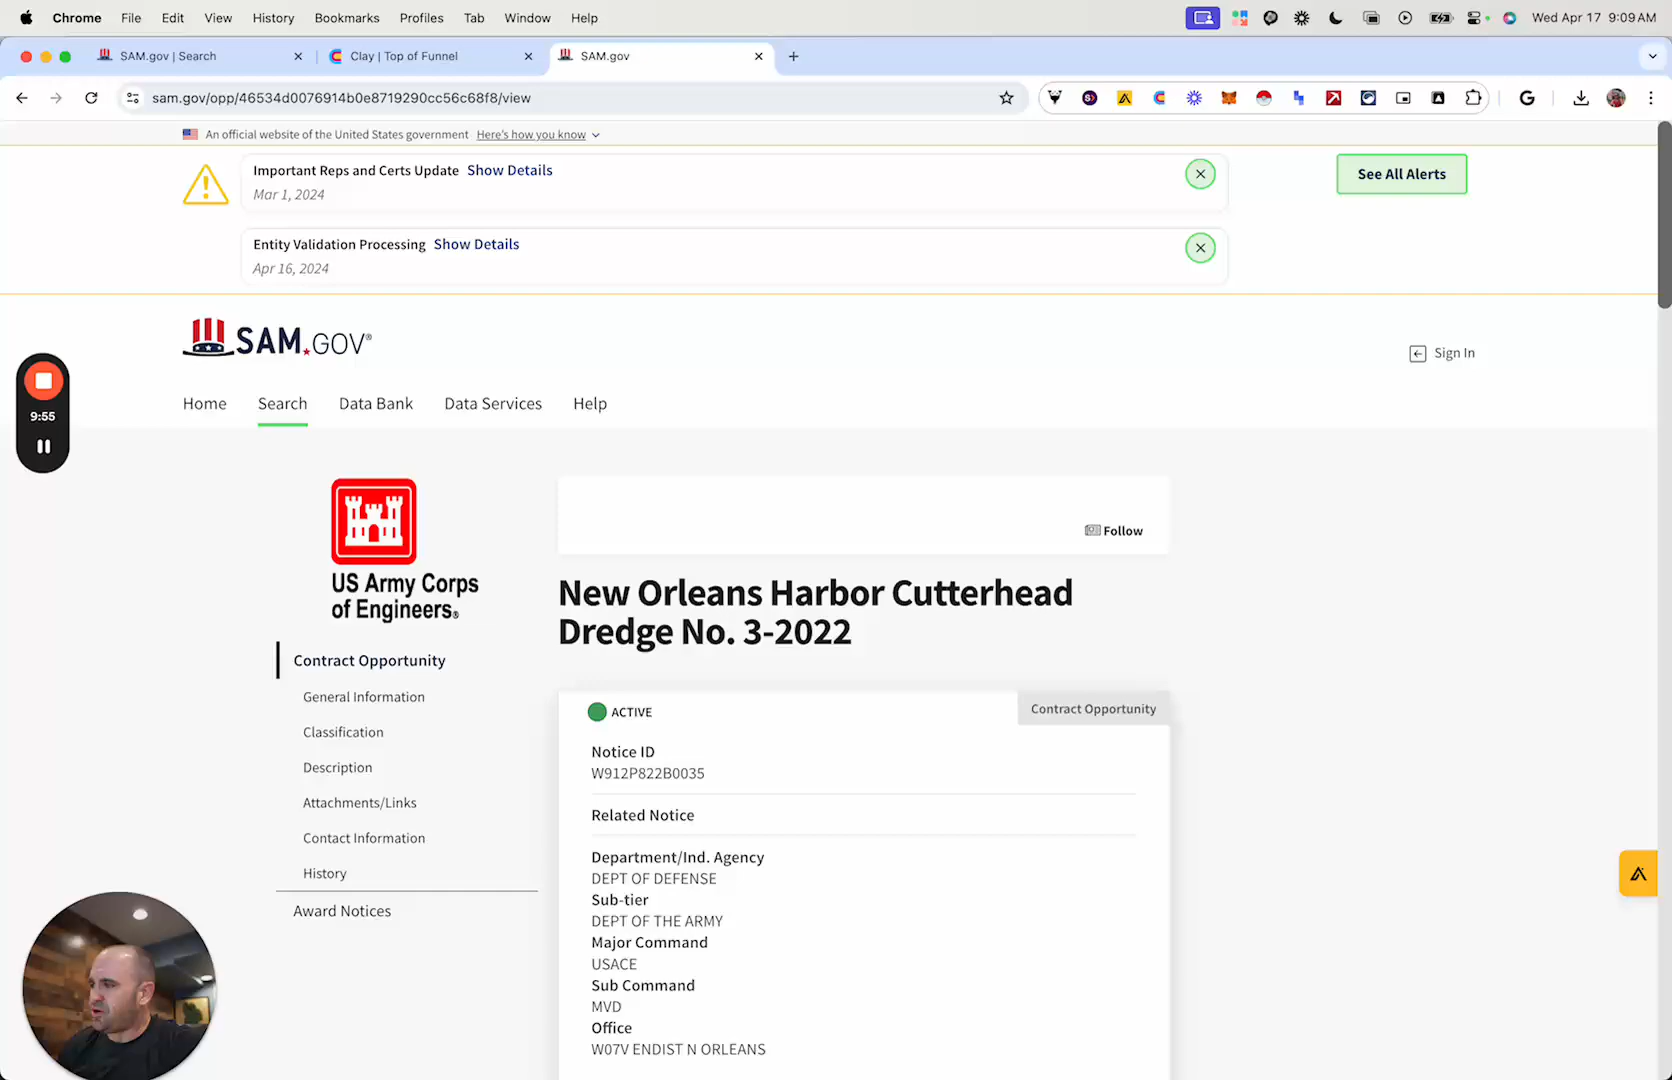 Chrome File Edit View History Bookmarks Profiles Tab Window Help Wed Apr 17 9:09 AM
SAM.gov | Search Clay | Top of Funnel SAM.gov
sam.gov/opp/46534d0076914b0e8719290cc56c68f8/view
An official website of the United States government Here's how you know
Important Reps and Certs Update Show Details
Mar 1, 2024
See All Alerts
Entity Validation Processing Show Details
Apr 16, 2024
SAM.GOV®
Sign In
Home Search Data Bank Data Services Help
9:55
US Army Corps
of Engineers®
Follow
New Orleans Harbor Cutterhead
Dredge No. 3-2022
Contract Opportunity
General Information
Classification
Description
Attachments/Links
Contact Information
History
Award Notices
ACTIVE
Contract Opportunity
Notice ID
W912P822B0035
Related Notice
Department/Ind. Agency
DEPT OF DEFENSE
Sub-tier
DEPT OF THE ARMY
Major Command
USACE
Sub Command
MVD
Office
W07V ENDIST N ORLEANS